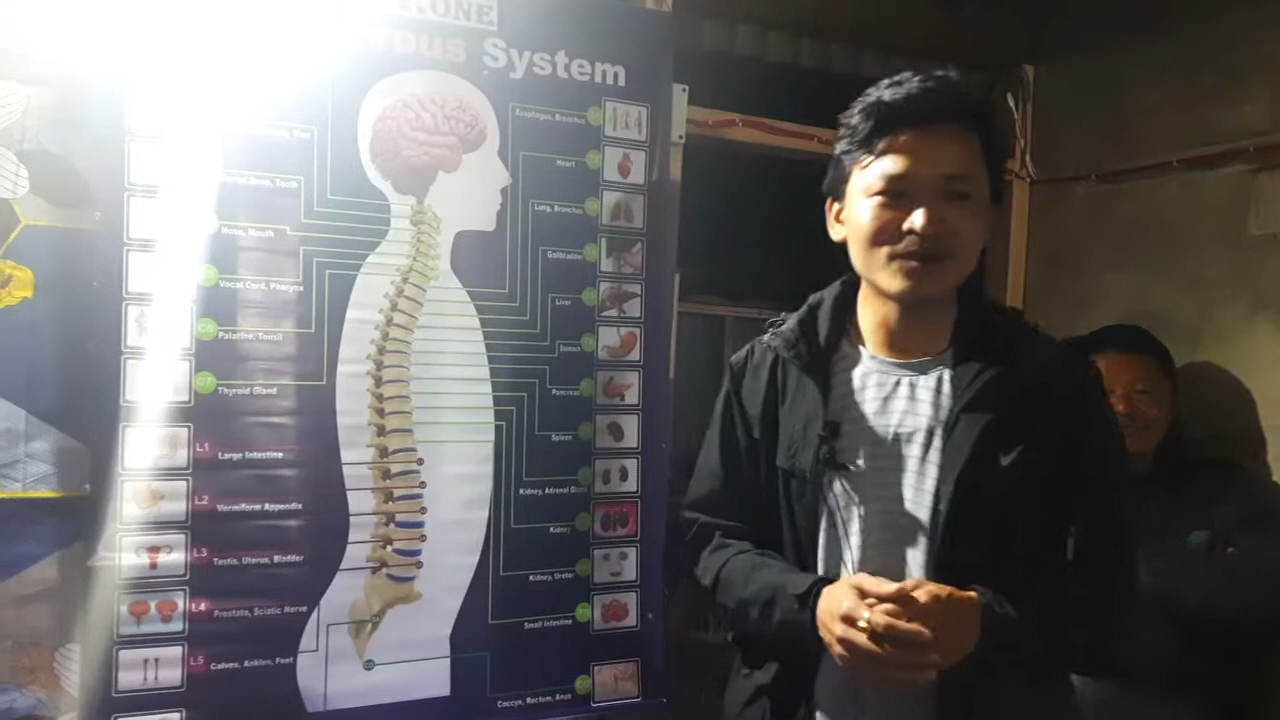 .ONE
ous System
Nose, Mouth
Vocal Cord, Pharynx
C6
Palatine, Tonsil
C7
Thyroid Gland
L1
Large Intestine
L2
Vermiform Appendix
L3
Testis, Uterus, Bladder
L4
Prostate, Sciatic Nerve
L5
Calves, Ankles, Feet
Esophagus, Bronchus
Heart
Lung, Bronchus
Gallbladder
Liver
Stomach
Pancreas
Spleen
Kidney, Adrenal Gland
Kidney
Kidney, Ureter
Small Intestine
Coccyx, Rectum, Anus